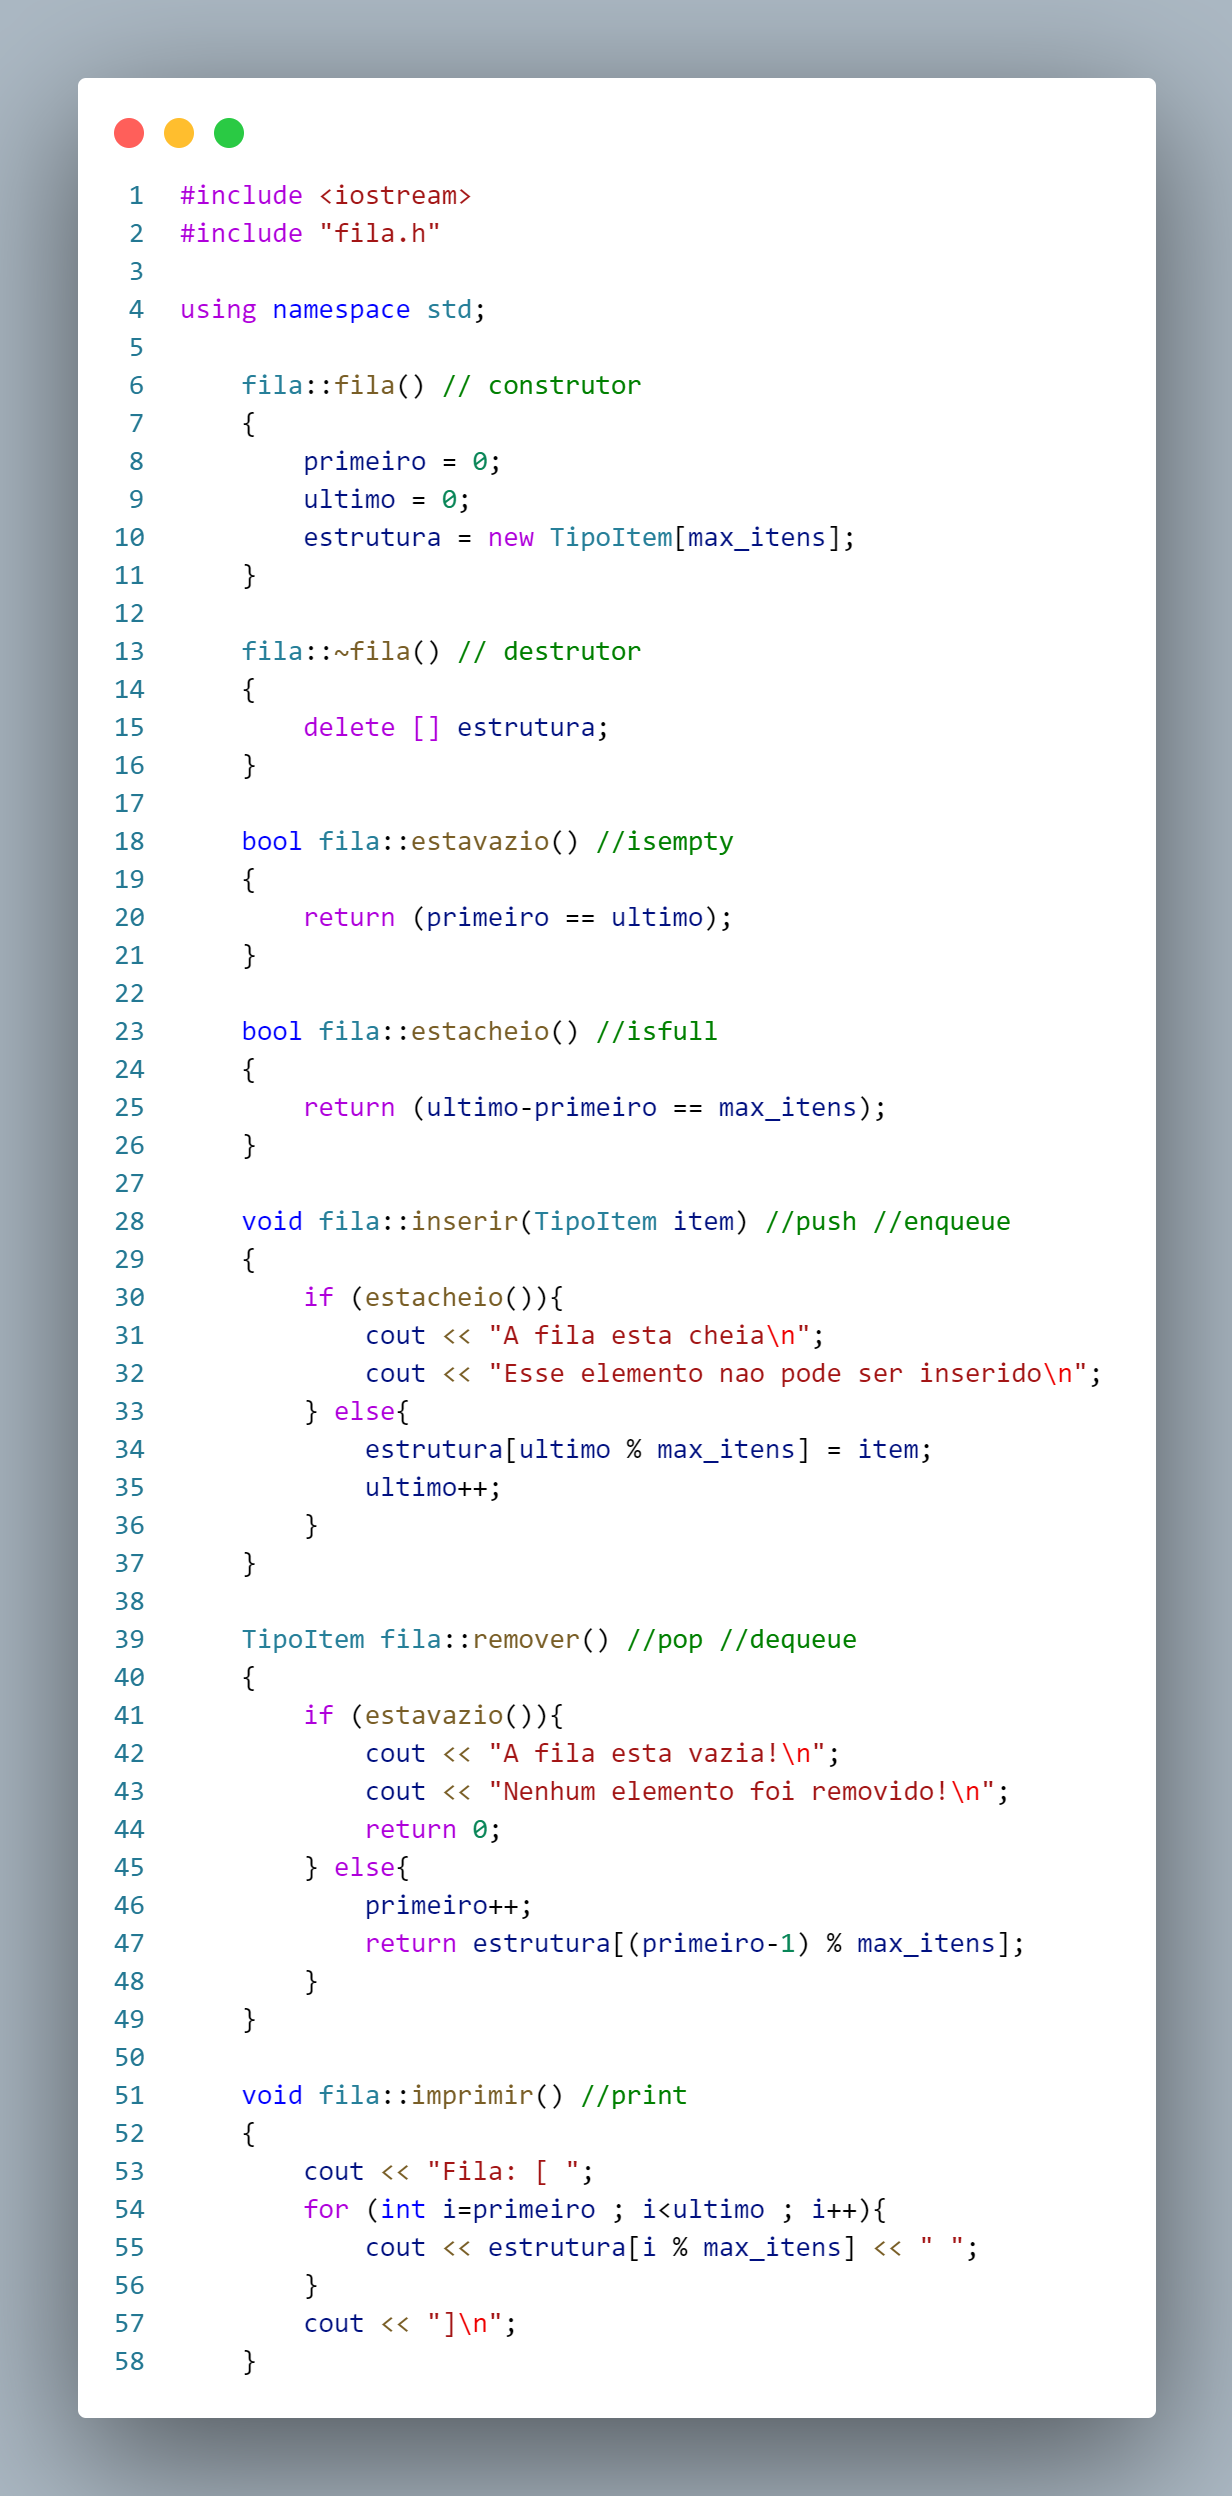 1 #include <iostream>
2 #include "fila.h"
3
4 using namespace std;
5
6     fila::fila() // construtor
7     {
8         primeiro = 0;
9         ultimo = 0;
10         estrutura = new TipoItem[max_itens];
11     }
12
13     fila::~fila() // destrutor
14     {
15         delete [] estrutura;
16     }
17
18     bool fila::estavazio() //isempty
19     {
20         return (primeiro == ultimo);
21     }
22
23     bool fila::estacheio() //isfull
24     {
25         return (ultimo-primeiro == max_itens);
26     }
27
28     void fila::inserir(TipoItem item) //push //enqueue
29     {
30         if (estacheio()){
31             cout << "A fila esta cheia\n";
32             cout << "Esse elemento nao pode ser inserido\n";
33         } else{
34             estrutura[ultimo % max_itens] = item;
35             ultimo++;
36         }
37     }
38
39     TipoItem fila::remover() //pop //dequeue
40     {
41         if (estavazio()){
42             cout << "A fila esta vazia!\n";
43             cout << "Nenhum elemento foi removido!\n";
44             return 0;
45         } else{
46             primeiro++;
47             return estrutura[(primeiro-1) % max_itens];
48         }
49     }
50
51     void fila::imprimir() //print
52     {
53         cout << "Fila: [ ";
54         for (int i=primeiro ; i<ultimo ; i++){
55             cout << estrutura[i % max_itens] << " ";
56         }
57         cout << "]\n";
58     }